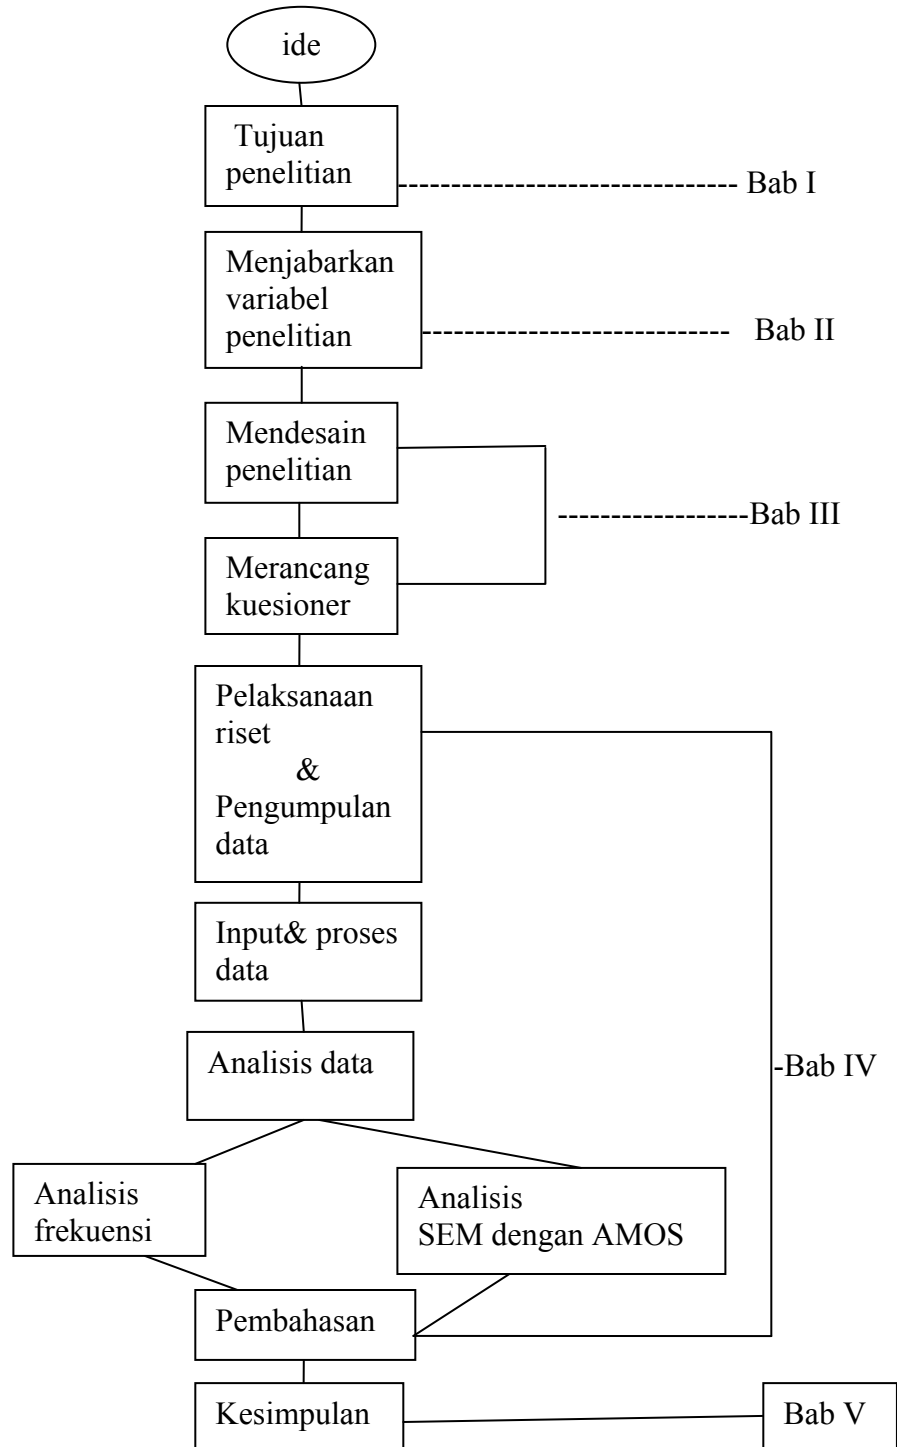 ide
Tujuan
penelitian
--------------------------------- Bab I
Menjabarkan
variabel
penelitian
----------------------------- Bab II
Mendesain
penelitian
------------------Bab III
Merancang
kuesioner
Pelaksanaan
riset
&
Pengumpulan
data
Input& proses
data
Analisis data
-Bab IV
Analisis
frekuensi
Analisis
SEM dengan AMOS
Pembahasan
Kesimpulan
Bab V